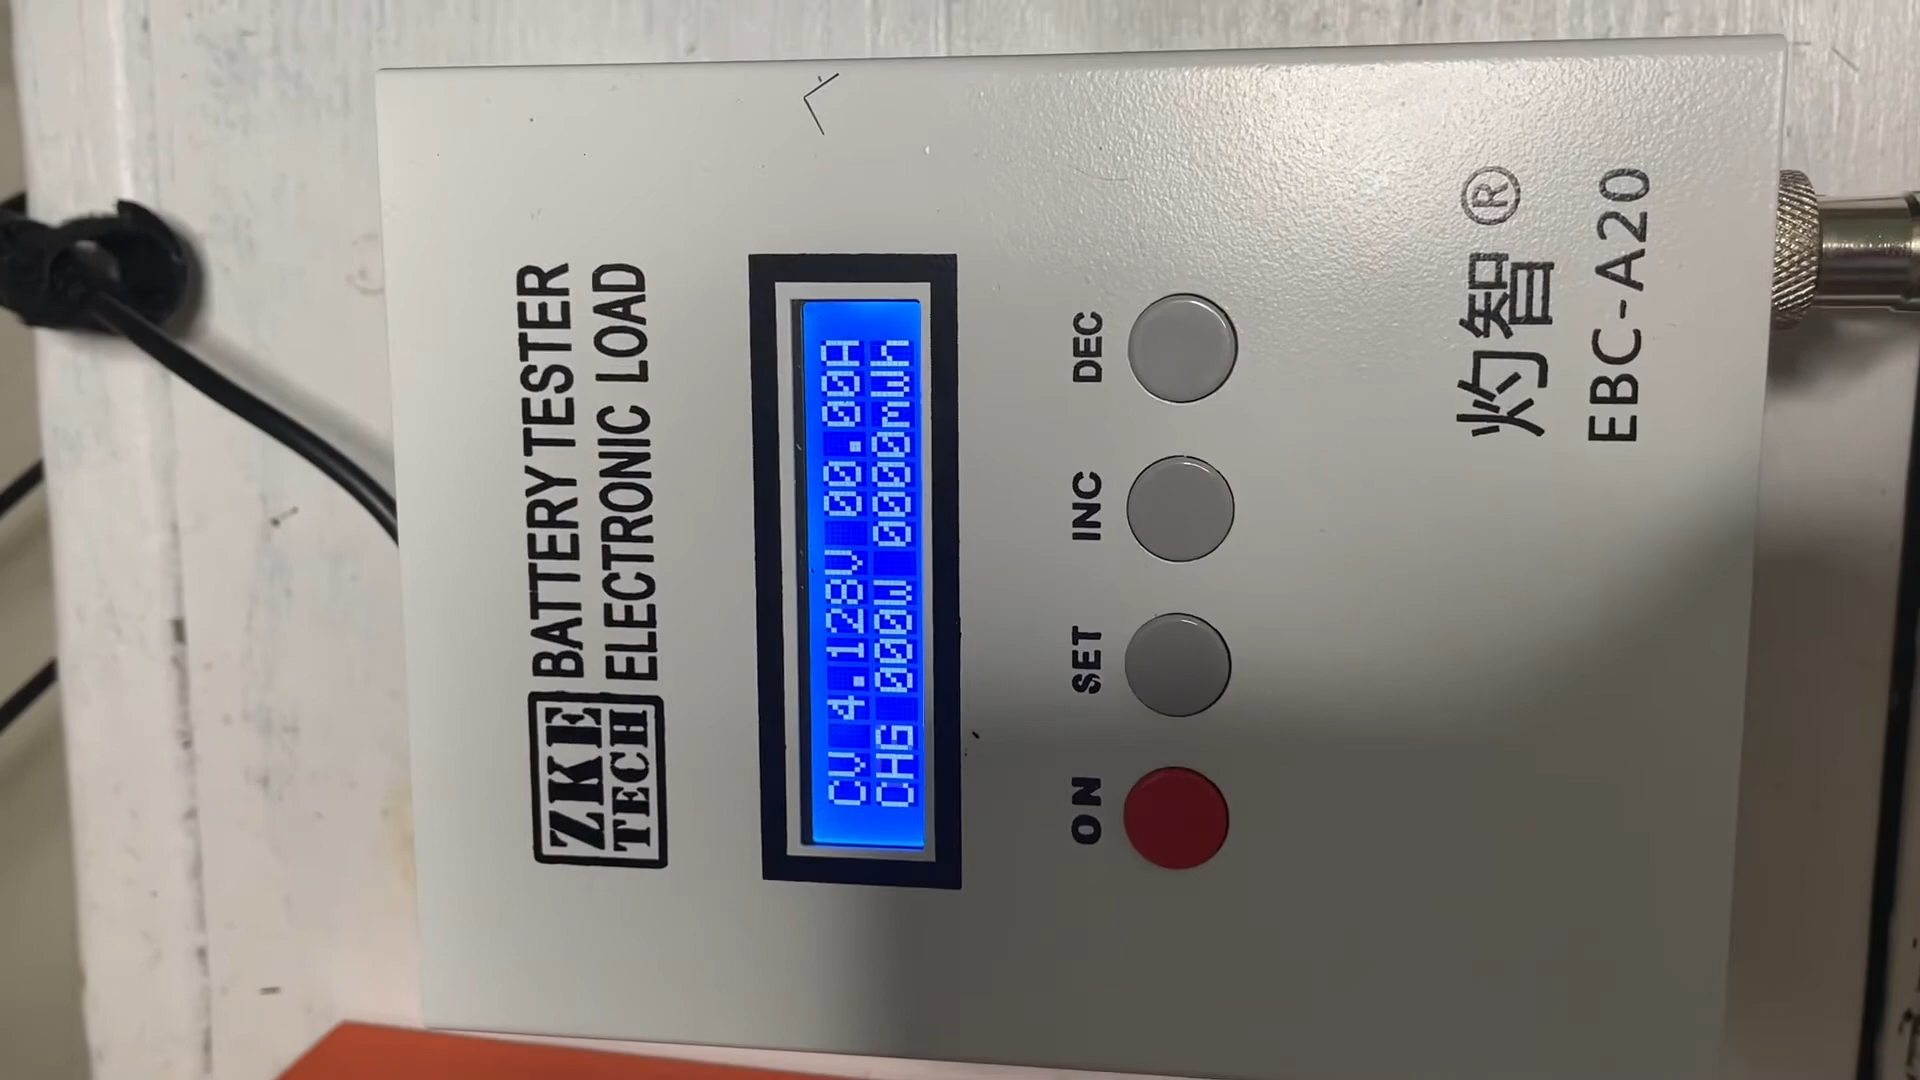 ZKE TECH
BATTERY TESTER
ELECTRONIC LOAD
CV 4.128V 00.00A
CHG 000W 0000mWh
ON SET INC DEC
灼智®
EBC-A20